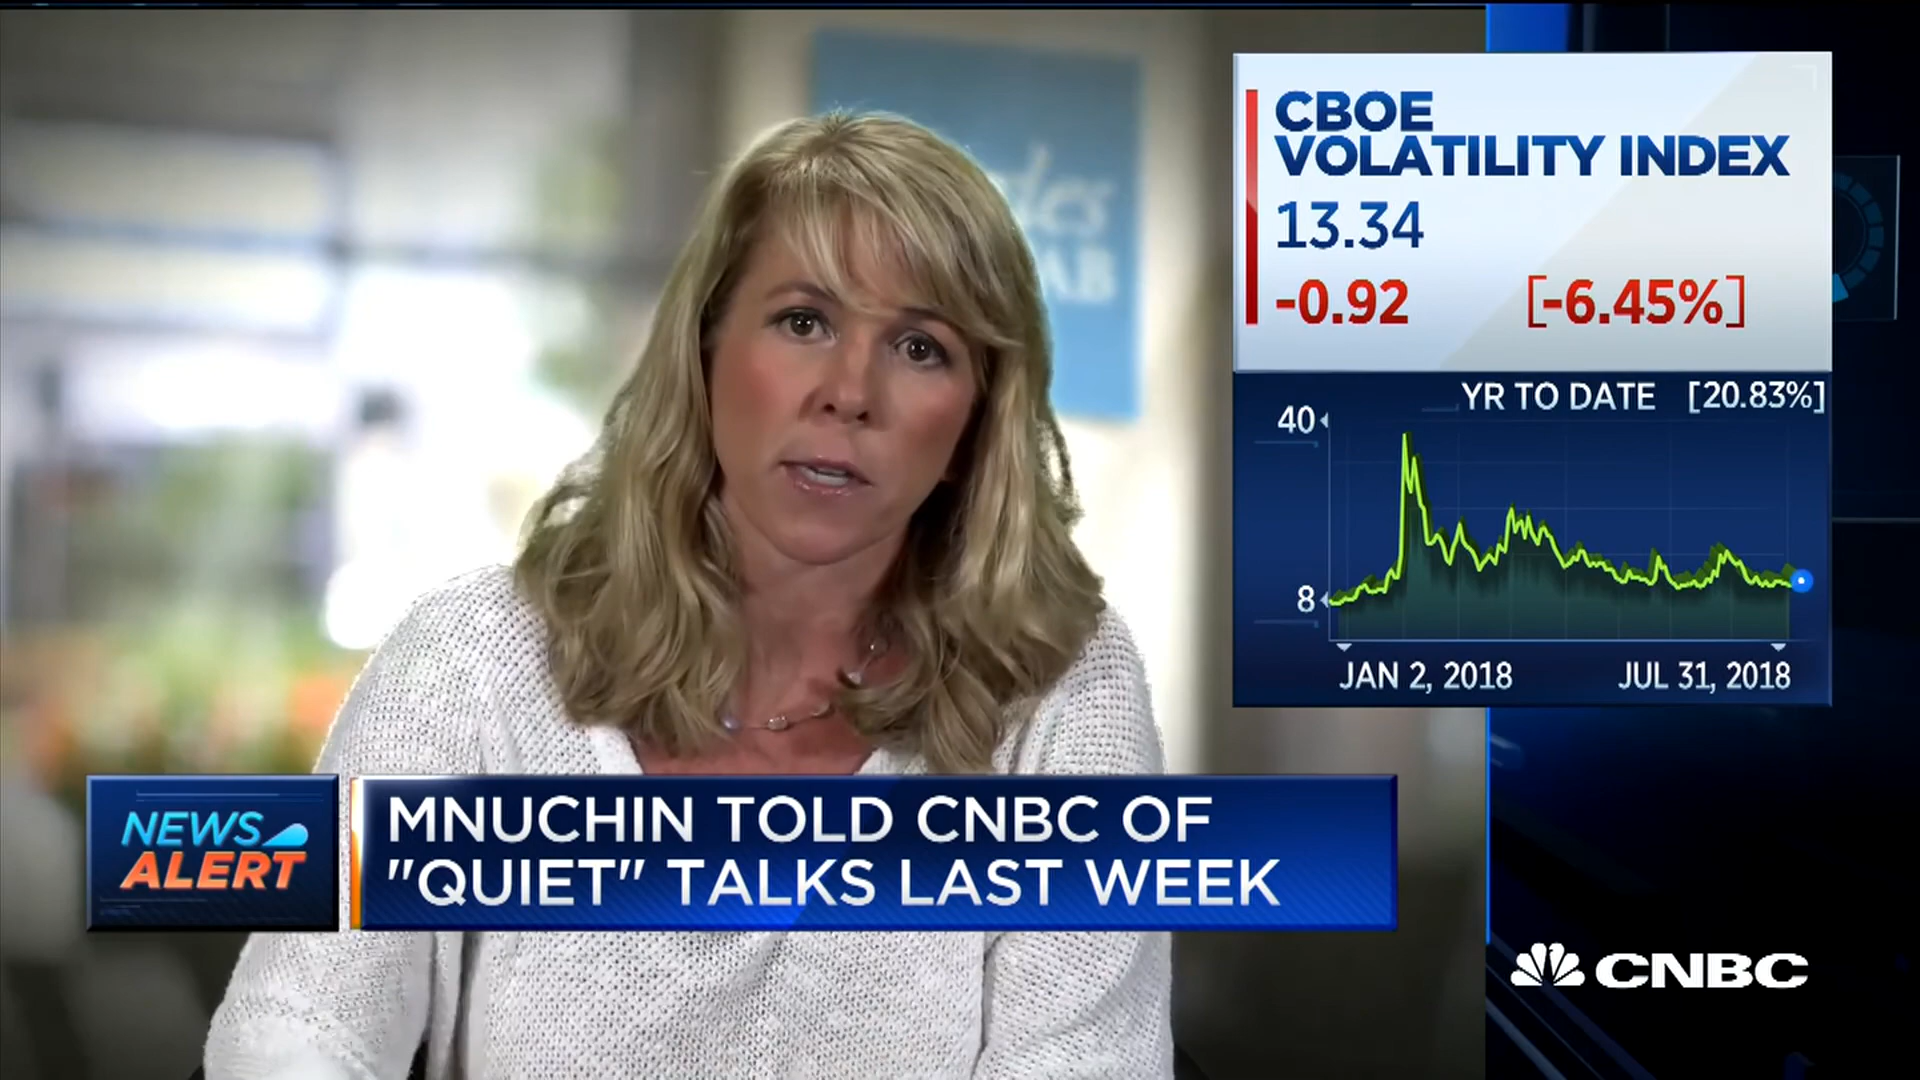 CBOE
VOLATILITY INDEX
13.34
-0.92 [-6.45%]
YR TO DATE [20.83%]
40
8
JAN 2, 2018 JUL 31, 2018
NEWS
ALERT
MNUCHIN TOLD CNBC OF
"QUIET" TALKS LAST WEEK
CNBC